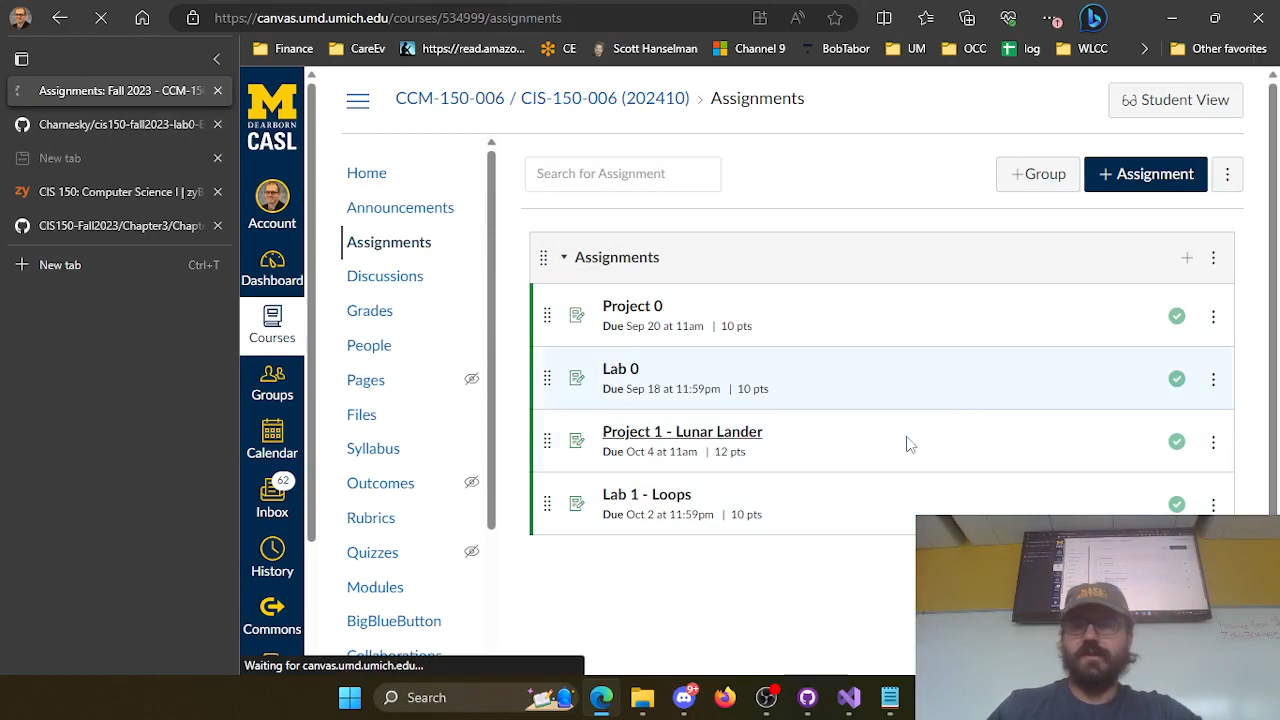 https://canvas.umd.umich.edu/courses/534999/assignments
Finance
CareEv
https://read.amazo...
CE
Scott Hanselman
Channel 9
BobTabor
UM
OCC
log
WLCC
Other favorites
Assignments: Fall 2023 - CCM-15
Charnesky/cis150-fall2023-lab0-E
New tab
CIS 150: Computer Science I | zyB
CIS150-Fall2023/Chapter3/Chapt
New tab
Ctrl+T
M
DEARBORN
CASL
Account
Dashboard
Courses
Groups
Calendar
62
Inbox
History
Commons
CCM-150-006 / CIS-150-006 (202410) › Assignments
Student View
Home
Announcements
Assignments
Discussions
Grades
People
Pages
Files
Syllabus
Outcomes
Rubrics
Quizzes
Modules
BigBlueButton
Collaborations
Search for Assignment
+ Group
+ Assignment
Assignments
Project 0
Due Sep 20 at 11am | 10 pts
Lab 0
Due Sep 18 at 11:59pm | 10 pts
Project 1 - Lunar Lander
Due Oct 4 at 11am | 12 pts
Lab 1 - Loops
Due Oct 2 at 11:59pm | 10 pts
Waiting for canvas.umd.umich.edu...
Search
9+